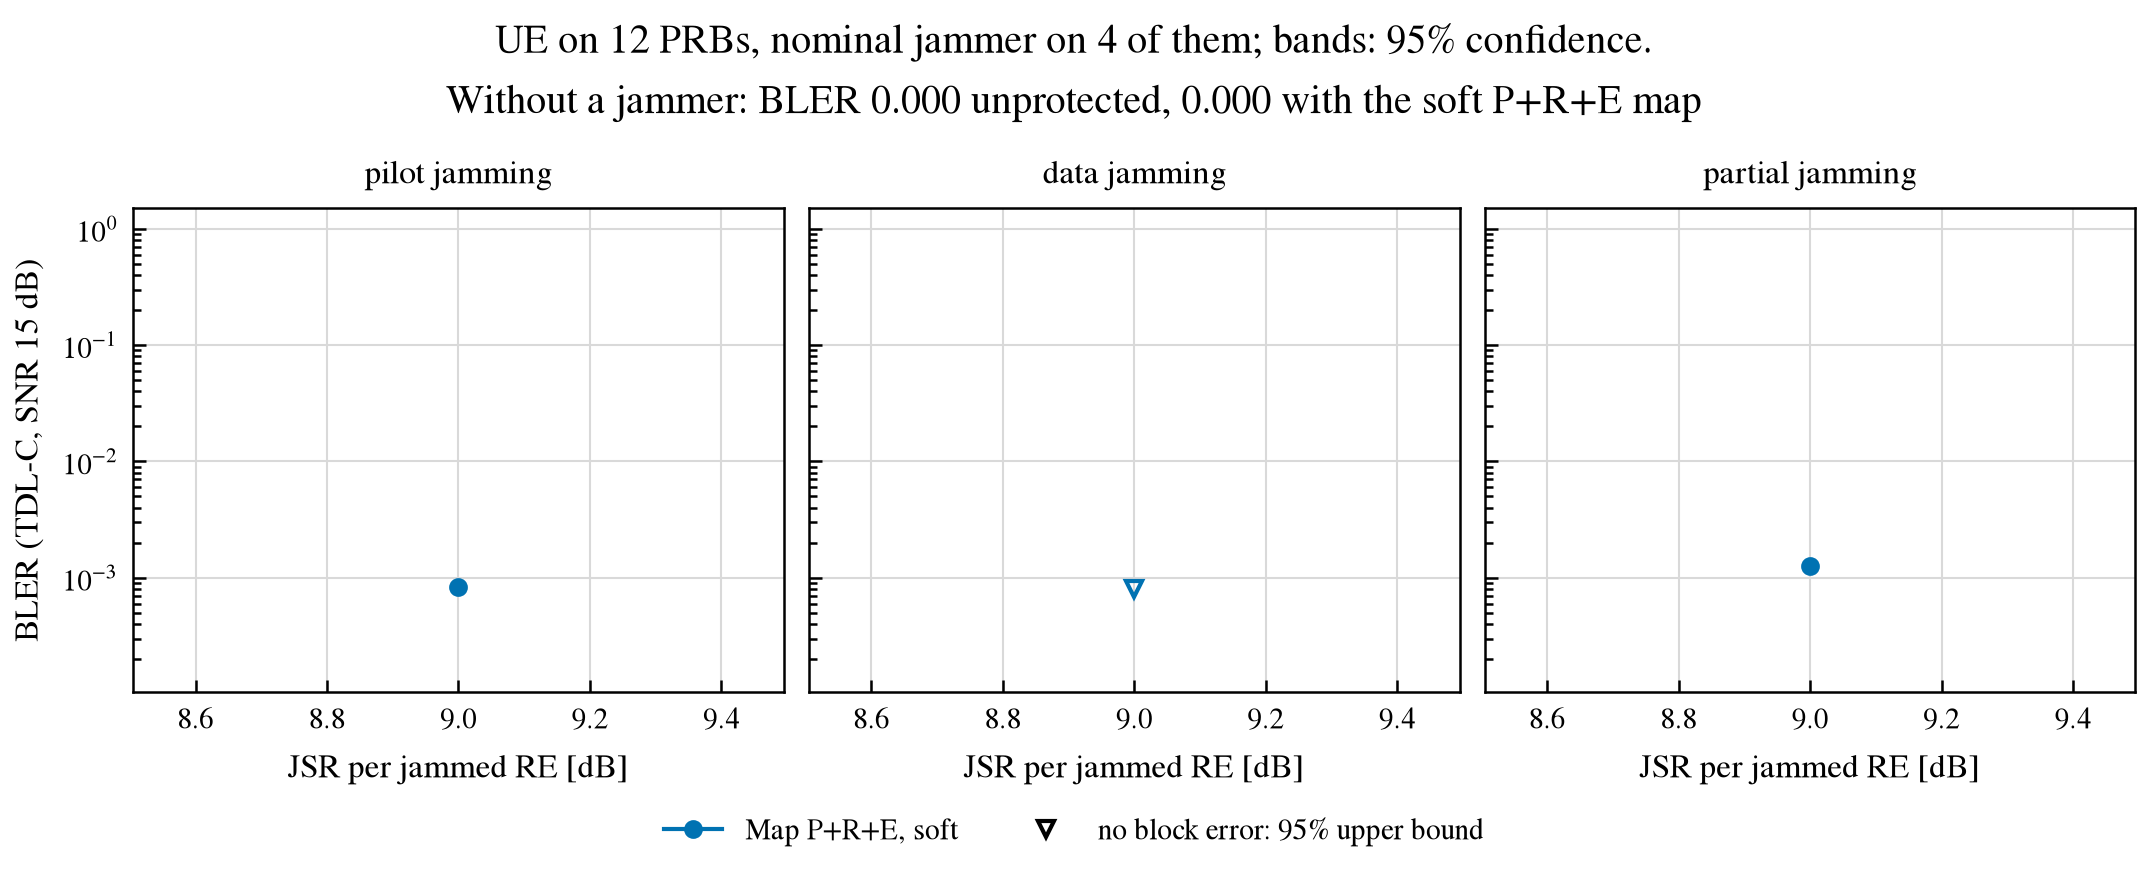 UE on 12 PRBs, nominal jammer on 4 of them; bands: 95% confidence.
Without a jammer: BLER 0.000 unprotected, 0.000 with the soft P+R+E map
pilot jamming
data jamming
partial jamming
BLER (TDL-C, SNR 15 dB)
10⁰
10⁻¹
10⁻²
10⁻³
8.6 8.8 9.0 9.2 9.4
8.6 8.8 9.0 9.2 9.4
8.6 8.8 9.0 9.2 9.4
JSR per jammed RE [dB]
JSR per jammed RE [dB]
JSR per jammed RE [dB]
Map P+R+E, soft
no block error: 95% upper bound